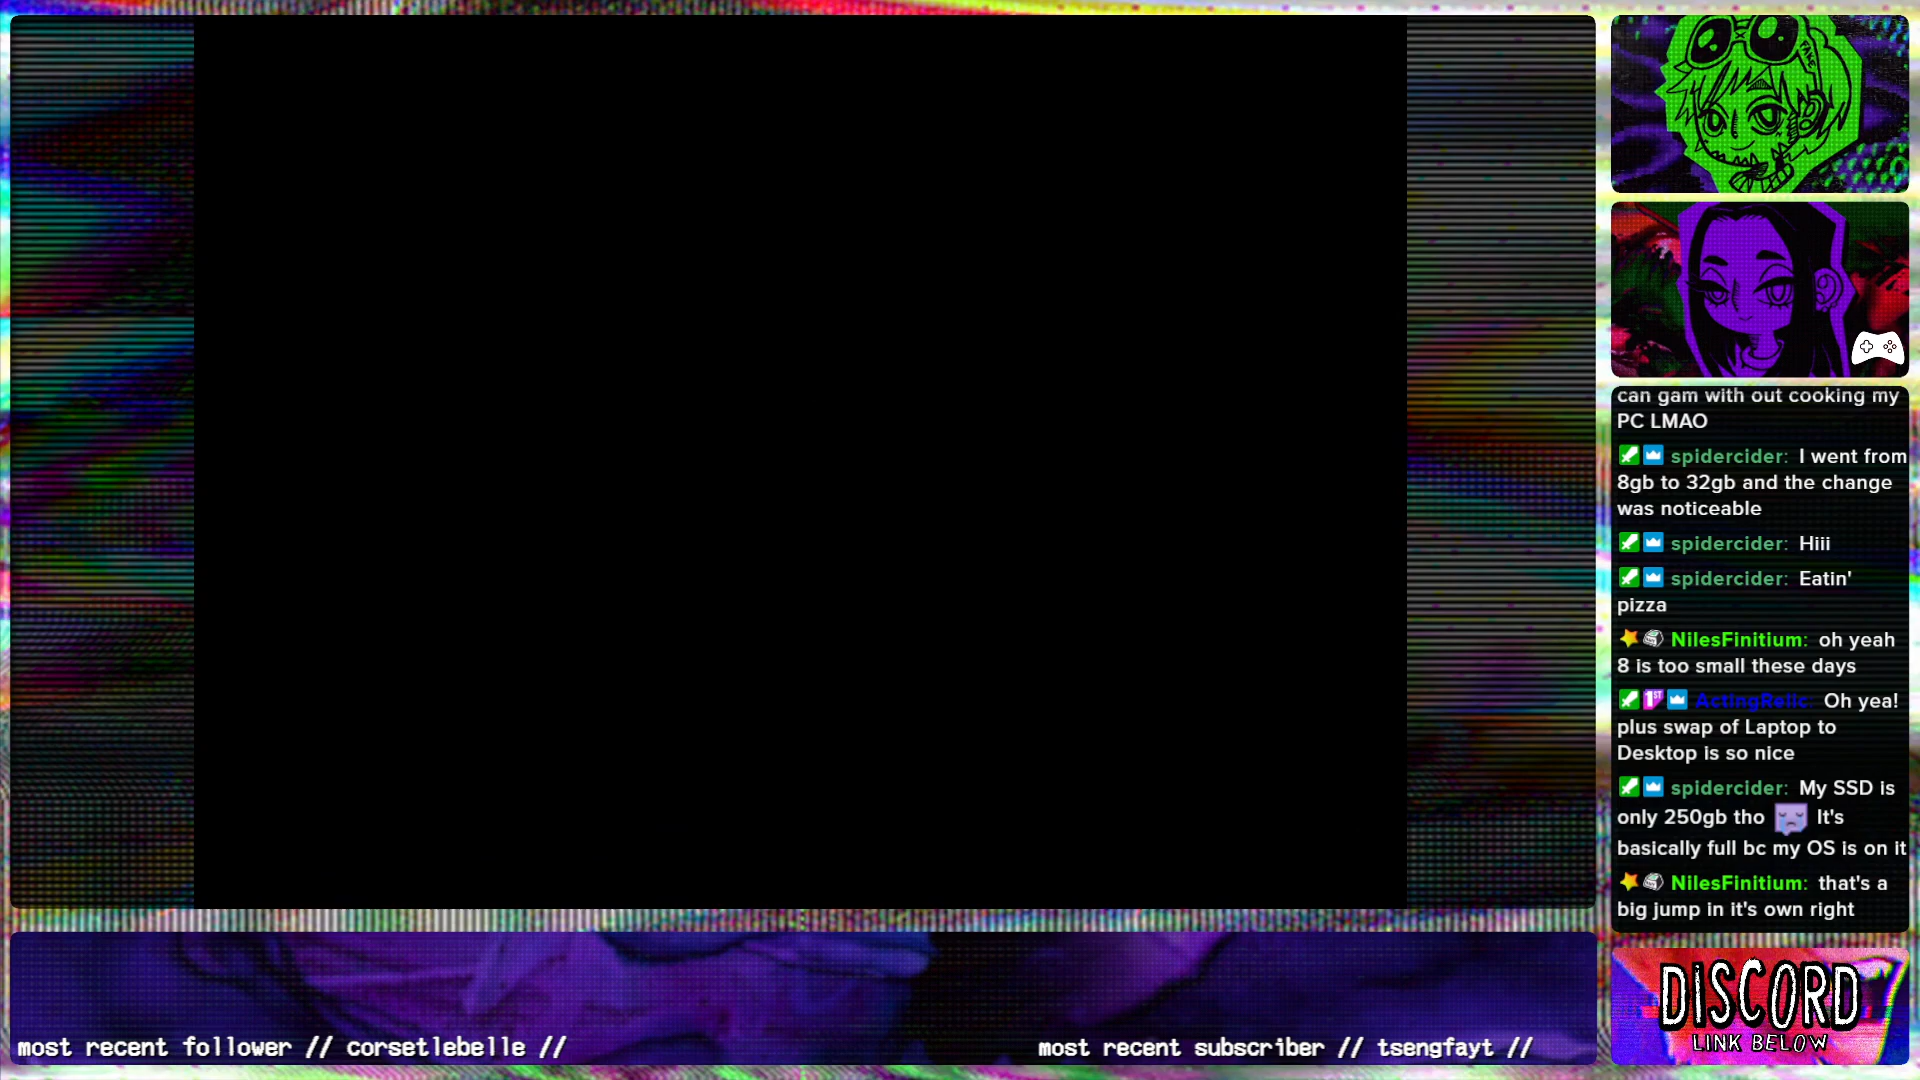 can gam with out cooking my
PC LMAO
spidercider: I went from
8gb to 32gb and the change
was noticeable
spidercider: Hiii
spidercider: Eatin'
pizza
NilesFinitium: oh yeah
8 is too small these days
1ST ActingRelic: Oh yea!
plus swap of Laptop to
Desktop is so nice
spidercider: My SSD is
only 250gb tho It's
basically full bc my OS is on it
NilesFinitium: that's a
big jump in it's own right
DISCORD
LINK BELOW
most recent follower // corsetlebelle //
most recent subscriber // tsengfayt //